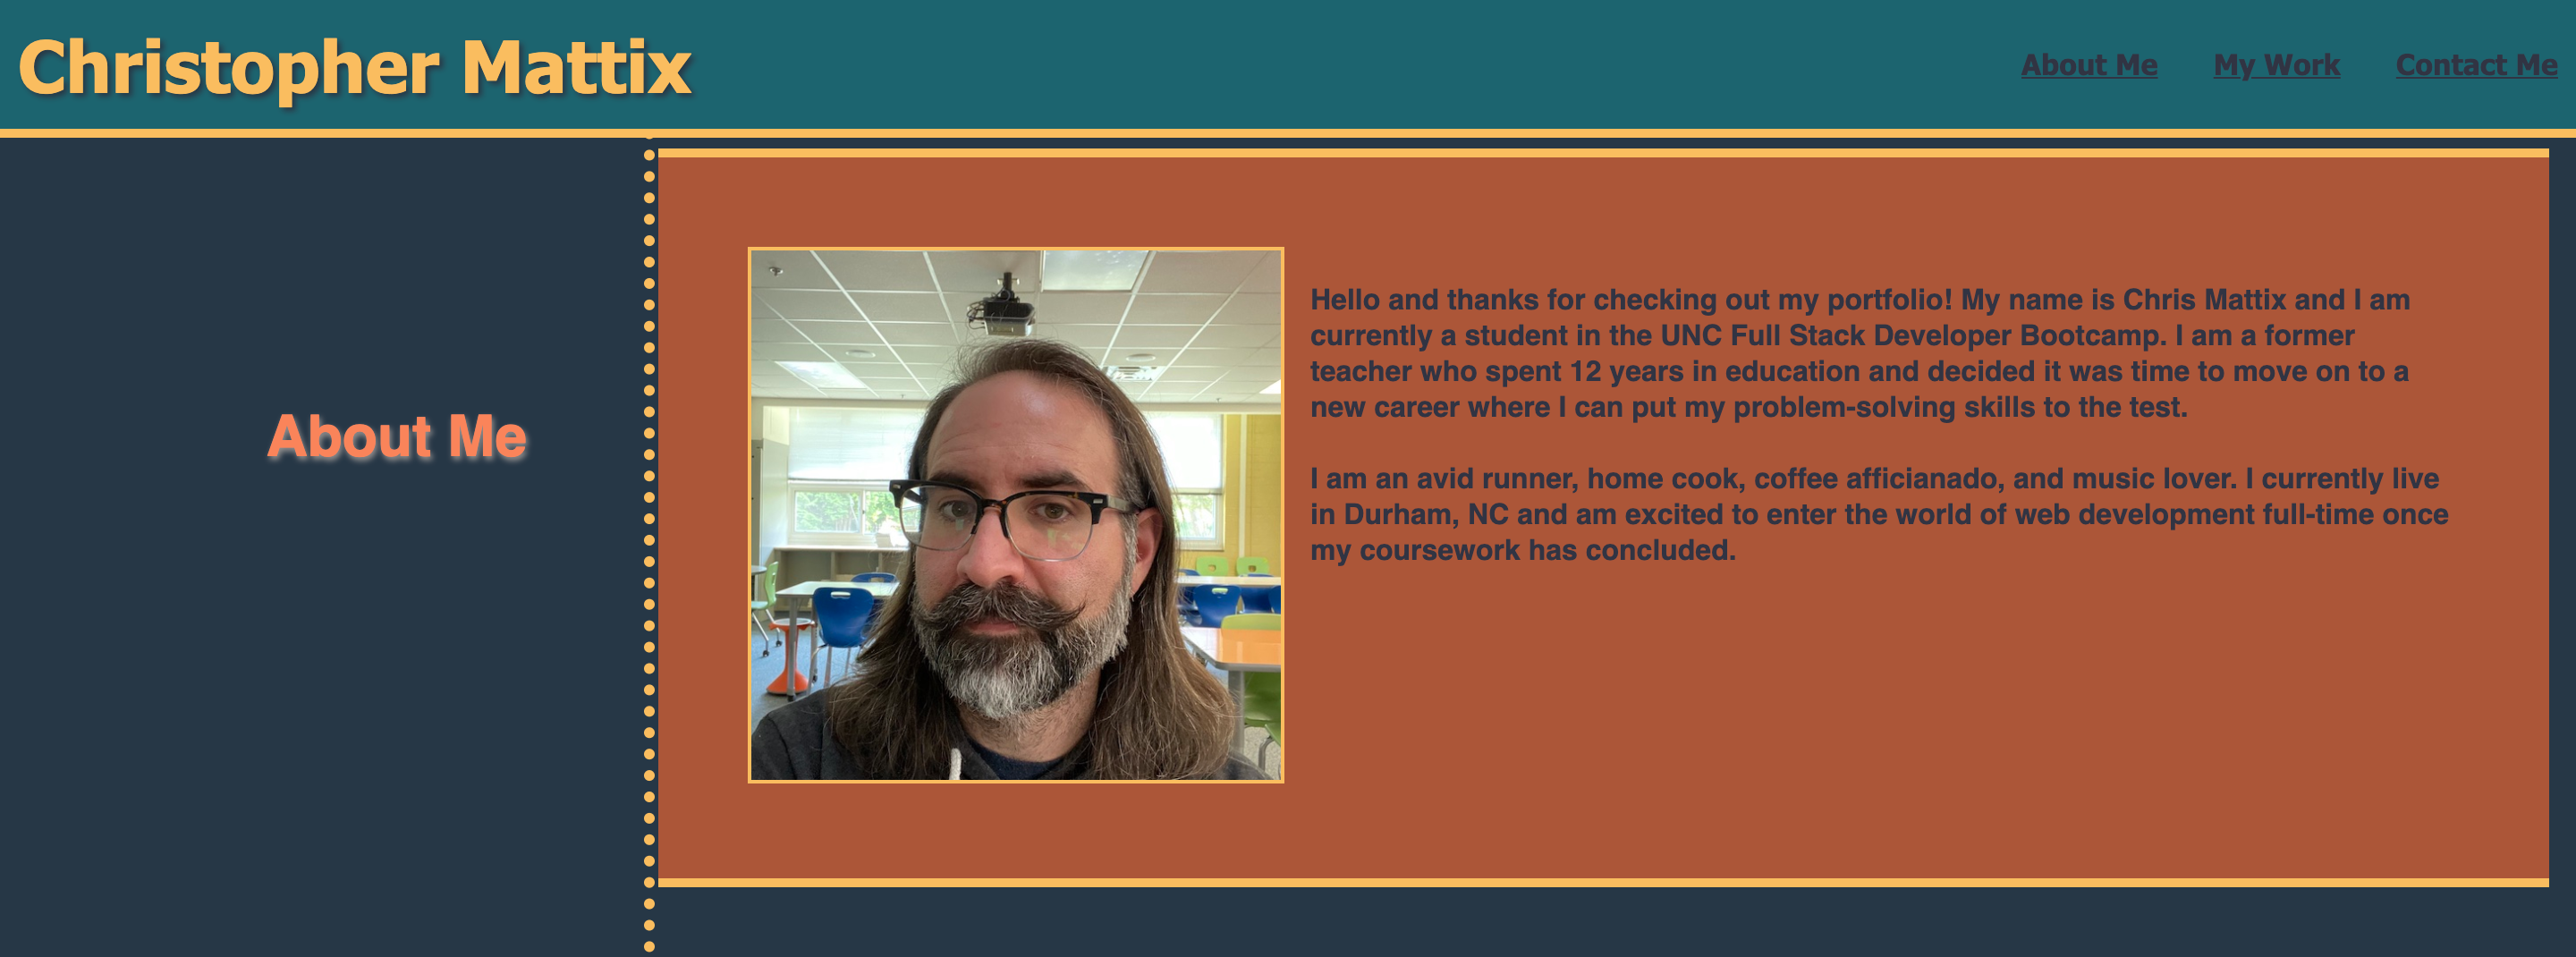 Christopher Mattix
About Me
My Work
Contact Me
About Me
Hello and thanks for checking out my portfolio! My name is Chris Mattix and I am
currently a student in the UNC Full Stack Developer Bootcamp. I am a former
teacher who spent 12 years in education and decided it was time to move on to a
new career where I can put my problem-solving skills to the test.
I am an avid runner, home cook, coffee afficianado, and music lover. I currently live
in Durham, NC and am excited to enter the world of web development full-time once
my coursework has concluded.